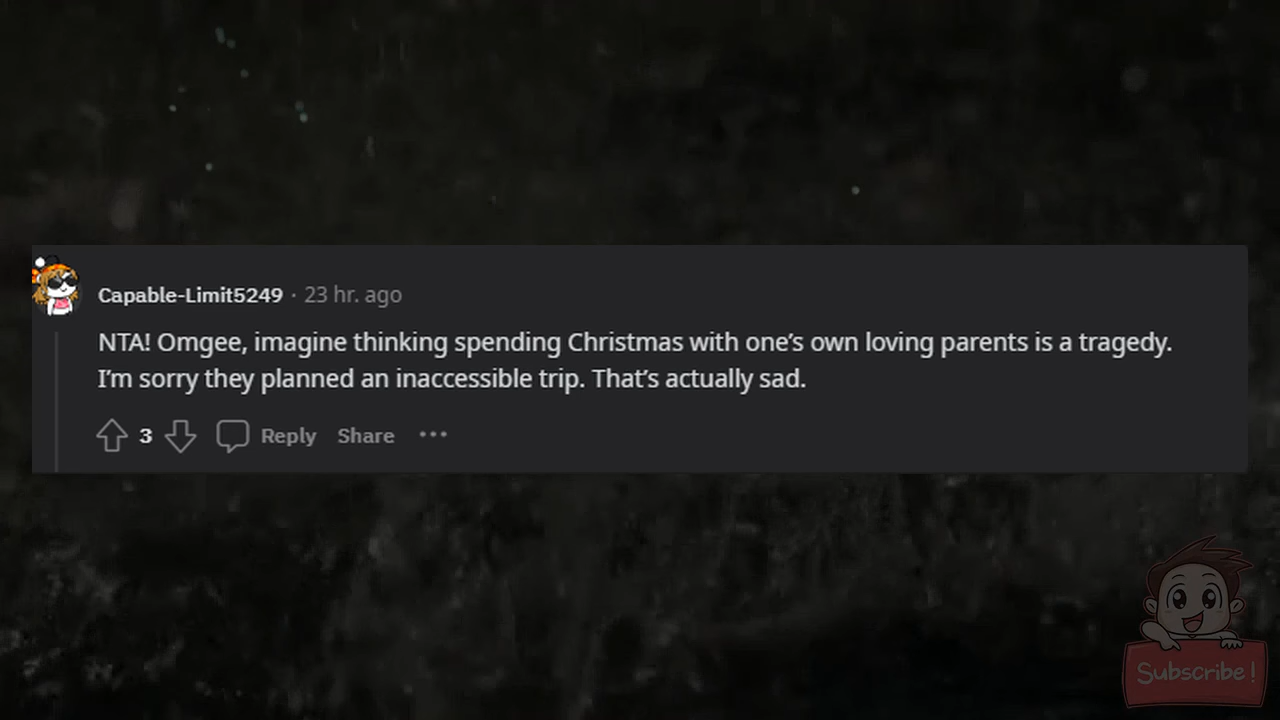 Capable-Limit5249 · 23 hr. ago
NTA! Omgee, imagine thinking spending Christmas with one’s own loving parents is a tragedy.
I’m sorry they planned an inaccessible trip. That’s actually sad.
3 Reply Share •••
Subscribe!